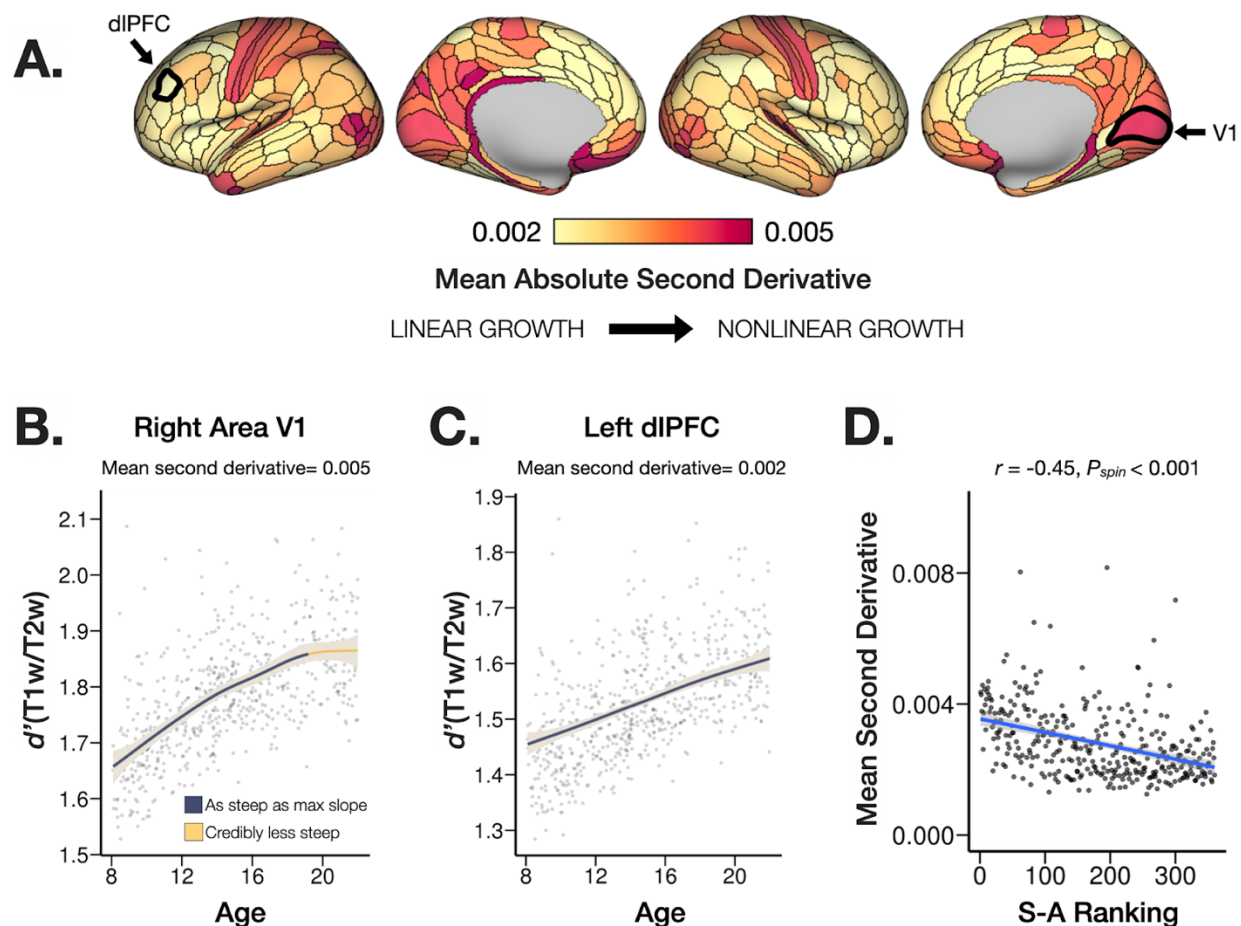 A.
dlPFC
V1
0.002 0.005
Mean Absolute Second Derivative
LINEAR GROWTH NONLINEAR GROWTH
B.
Right Area V1
Mean second derivative= 0.005
d’(T1w/T2w)
2.1
2.0
1.9
1.8
1.7
1.6
1.5
As steep as max slope
Credibly less steep
8 12 16 20
Age
C.
Left dlPFC
Mean second derivative= 0.002
d’(T1w/T2w)
1.9
1.8
1.7
1.6
1.5
1.4
1.3
8 12 16 20
Age
D.
r = -0.45, Pspin < 0.001
Mean Second Derivative
0.008
0.004
0.000
0 100 200 300
S-A Ranking